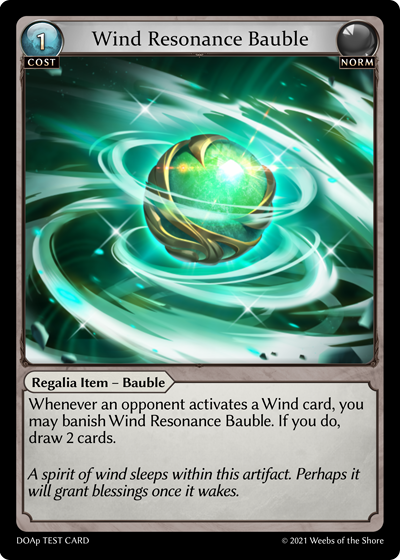 1
Wind Resonance Bauble
COST
NORM
Regalia Item – Bauble
Whenever an opponent activates a Wind card, you
may banish Wind Resonance Bauble. If you do,
draw 2 cards.
A spirit of wind sleeps within this artifact. Perhaps it
will grant blessings once it wakes.
DOAp TEST CARD
© 2021 Weebs of the Shore